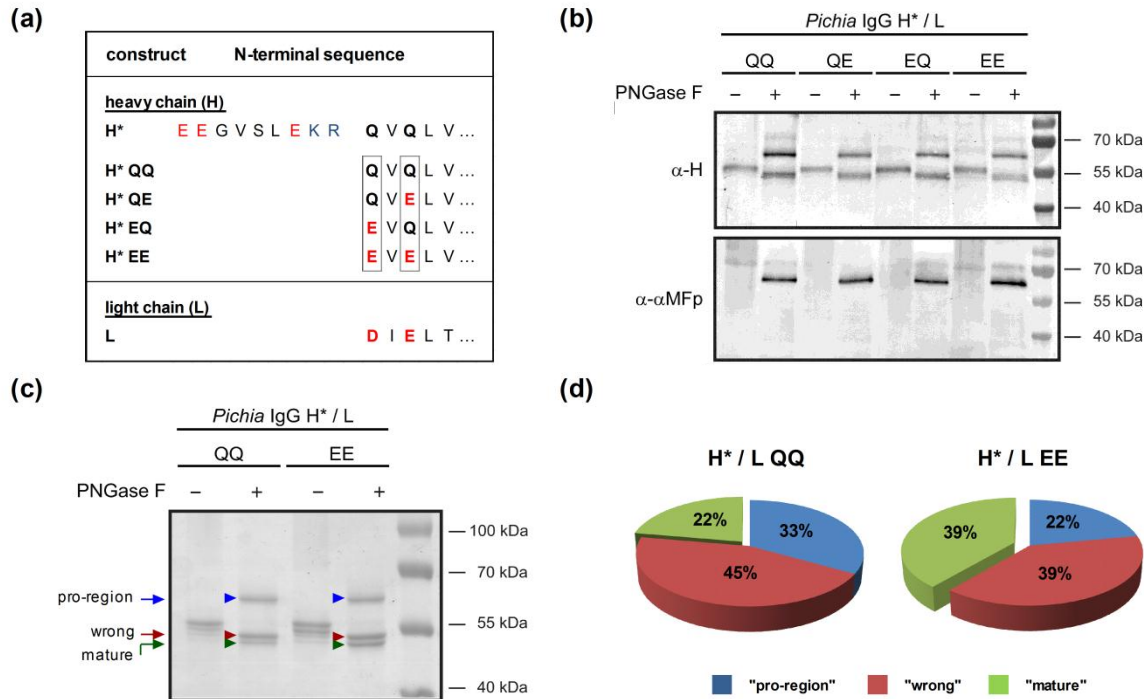 (a)
construct N-terminal sequence
heavy chain (H)
H* E E G V S L E K R Q V Q L V ...
H* QQ Q V Q L V ...
H* QE Q V E L V ...
H* EQ E V Q L V ...
H* EE E V E L V ...
light chain (L)
L D I E L T ...
(b)
Pichia IgG H* / L
QQ QE EQ EE
PNGase F − + − + − + − +
α-H
70 kDa
55 kDa
40 kDa
α-αMFp
70 kDa
55 kDa
40 kDa
(c)
Pichia IgG H* / L
QQ EE
PNGase F − + − +
100 kDa
70 kDa
pro-region
55 kDa
wrong
mature
40 kDa
(d)
H* / L QQ H* / L EE
22% 33% 45%
39% 22% 39%
"pro-region" "wrong" "mature"